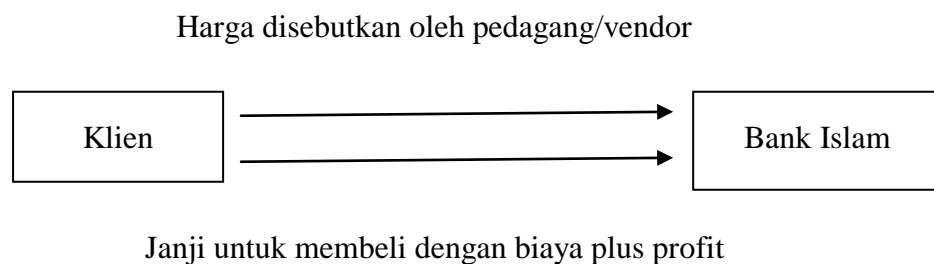 Harga disebutkan oleh pedagang/vendor
Klien
Bank Islam
Janji untuk membeli dengan biaya plus profit